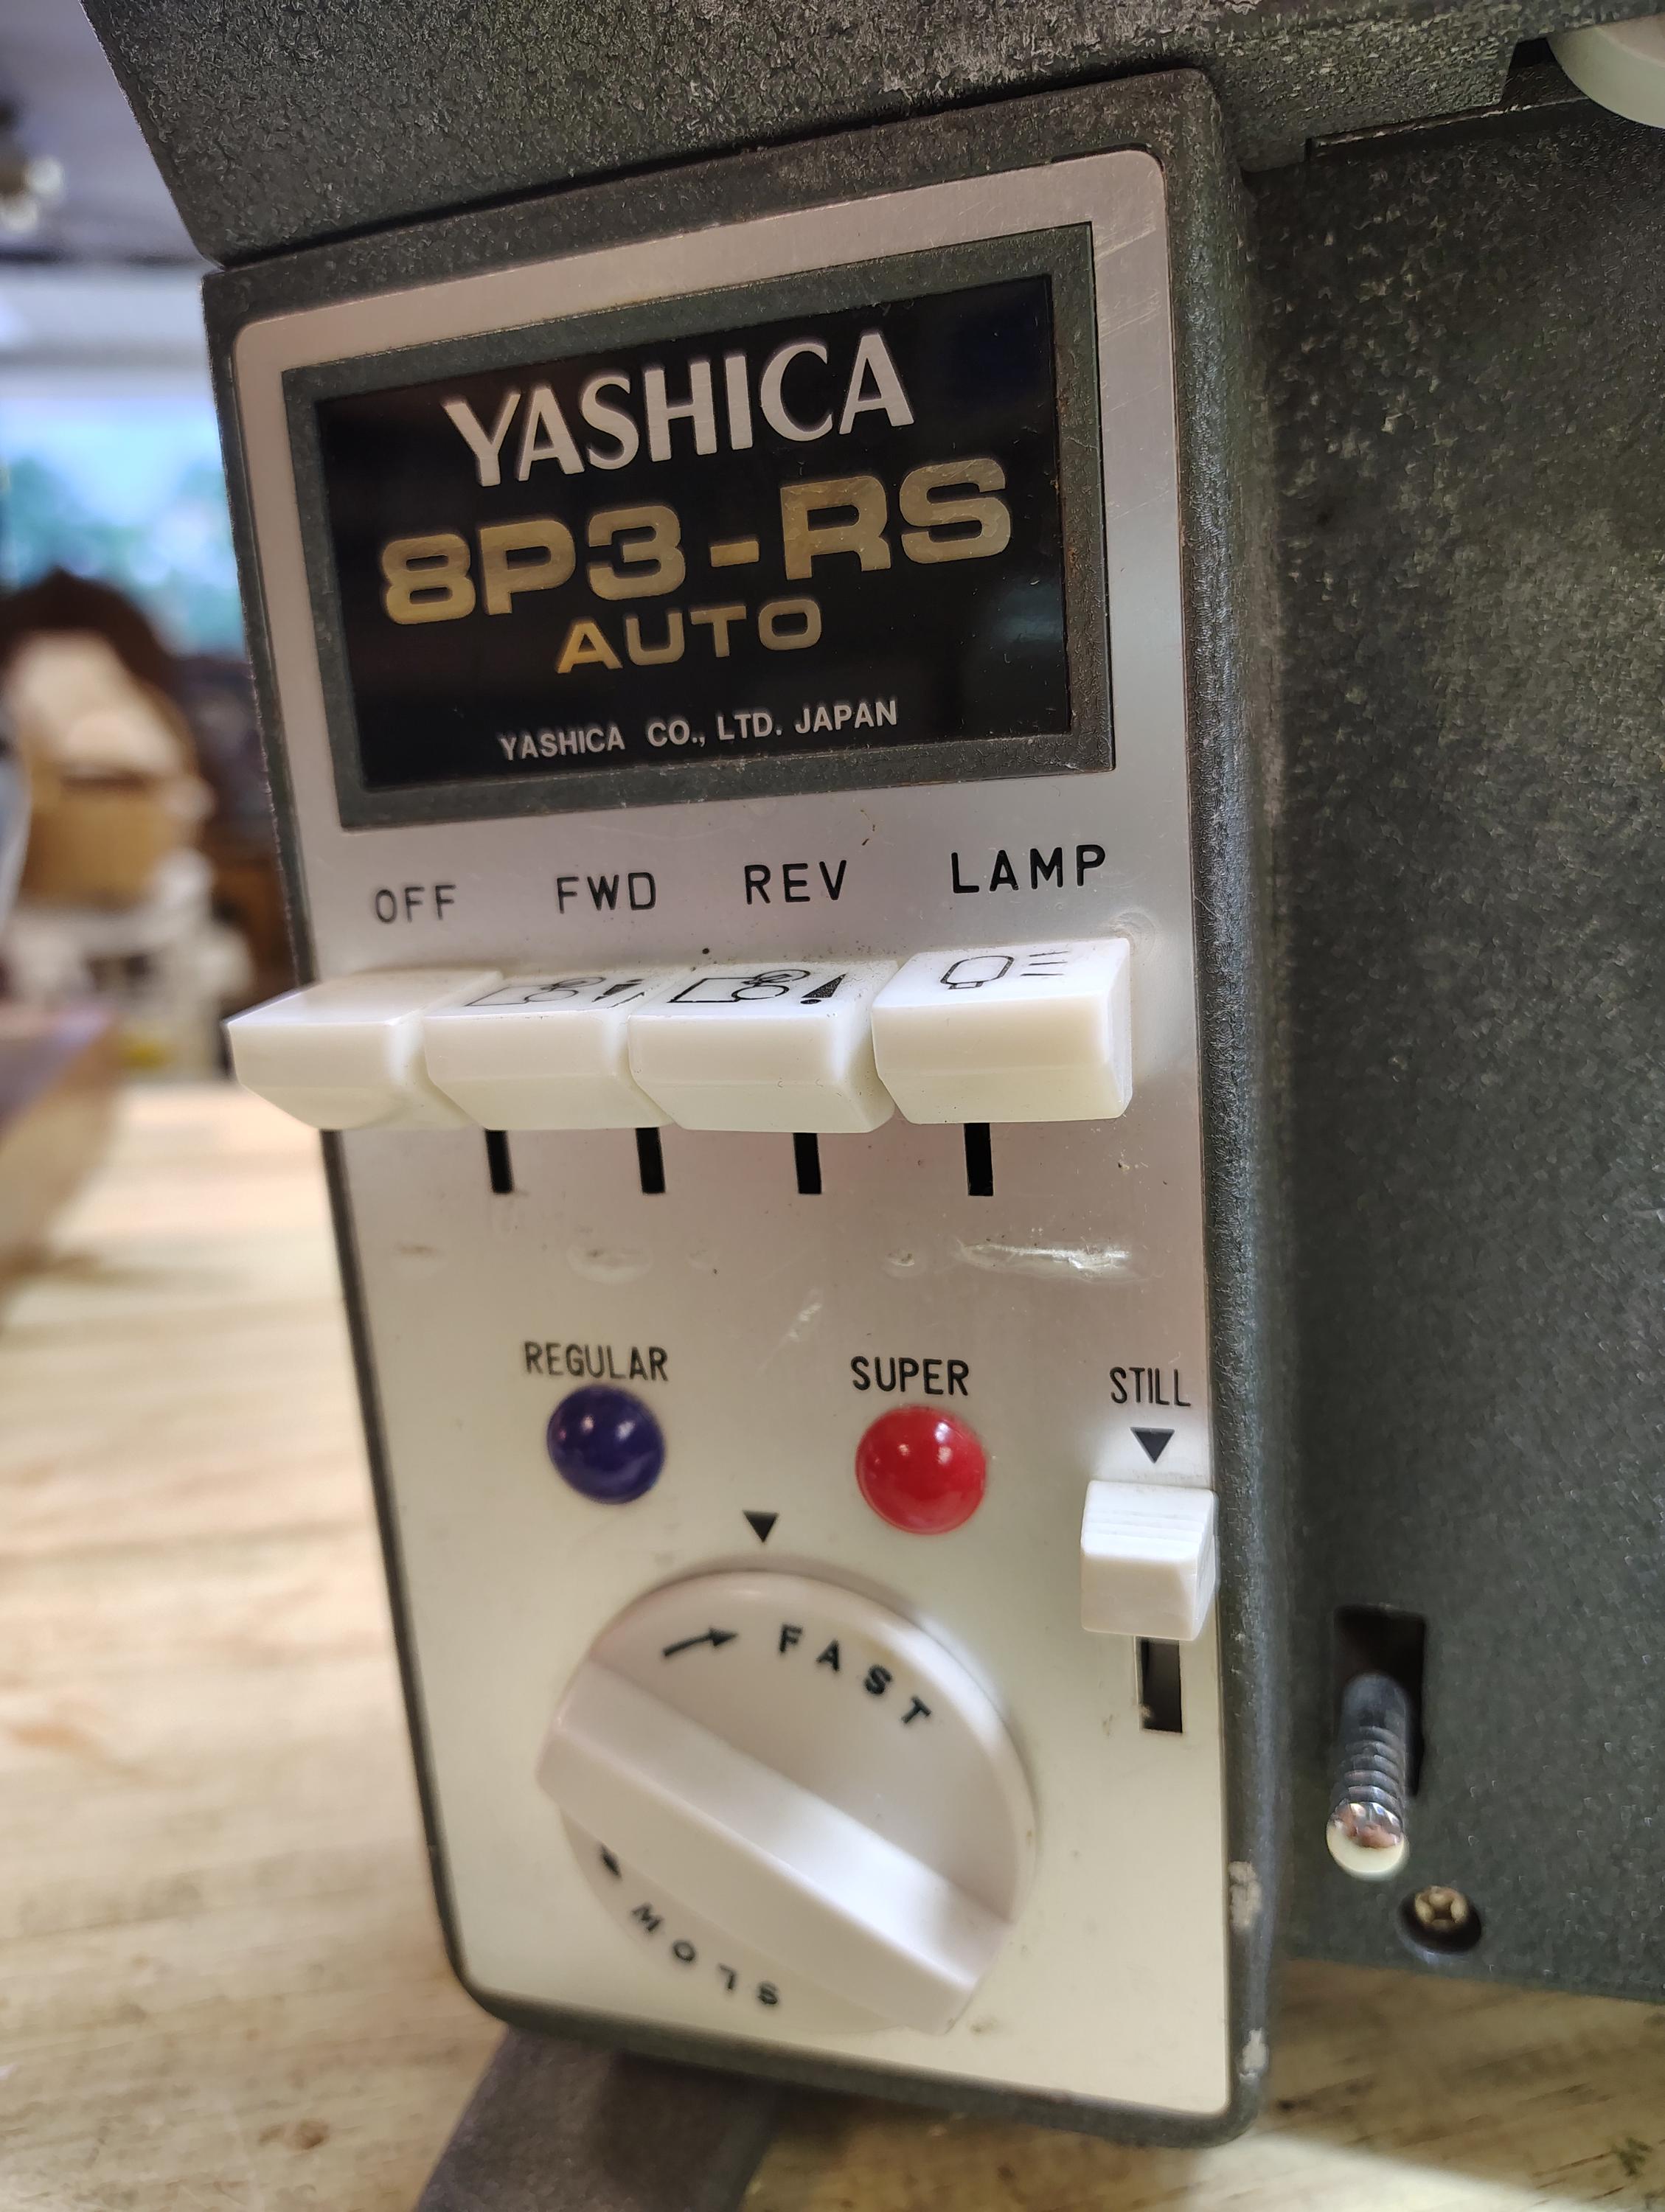 YASHICA
8P3-RS
AUTO
YASHICA CO., LTD. JAPAN
OFF FWD REV LAMP
REGULAR SUPER STILL
FAST
SLOW